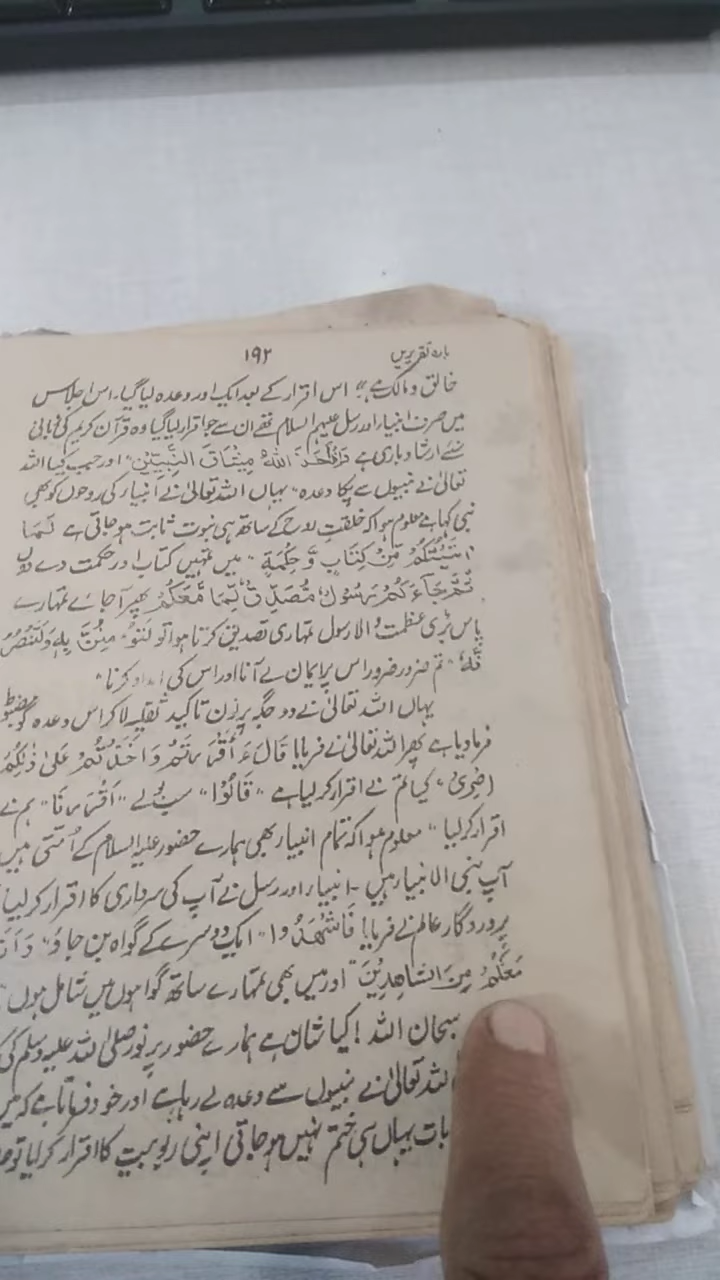 بارہ تقریریں
۱۹۲
خالق و مالک ہے۔" اس اقرار کے بعد ایک اور وعدہ لیا گیا، اس اجلاس
میں صرف انبیاء اور رسل علیہم السلام تھے ان سے جو اقرار لیا گیا وہ قرآن کریم کی زبانی
سنئے ارشاد باری ہے وَإِذْ أَخَذَ اللّٰهُ مِيْثَاقَ النَّبِيِّيْنَ" اور جب کیا اللہ
تعالیٰ نے نبیوں سے پکا وعدہ" یہاں اللہ تعالیٰ نے انبیاء کی روحوں کو بھی
نبی کہا ہے معلوم ہوا کہ خلقت روح کے ساتھ ہی نبوت ثابت ہو جاتی ہے لَمَا
اٰتَيْتُكُمْ مِّنْ كِتَابٍ وَّحِكْمَةٍ" میں تمہیں کتاب اور حکمت دے دوں
ثُمَّ جَاءَكُمْ رَسُوْلٌ مُّصَدِّقٌ لِّمَا مَعَكُمْ پھر آ جائے تمہارے
پاس بڑی عظمت والا رسول تمہاری تصدیق کرتا ہوا تو لَتُؤْمِنُنَّ بِهٖ وَلَتَنْصُرُ
نَّهٗ" تم ضرور ضرور اس پر ایمان لے آنا اور اس کی امداد کرنا"
یہاں اللہ تعالیٰ نے دو جگہ پر نون تاکید ثقیلہ لا کر اس وعدہ کو مضبوط
فرما دیا ہے پھر اللہ تعالیٰ نے فرمایا قَالَ ءَاَقْرَرْتُمْ وَاَخَذْتُمْ عَلٰى ذٰلِكُمْ
اِصْرِىْ" کیا تم نے اقرار کر لیا ہے "قَالُوْا" سب بولے "اَقْرَرْنَا" ہم نے
اقرار کر لیا" معلوم ہوا کہ تمام انبیاء بھی ہمارے حضور علیہ السلام کے اُمتی ہیں
آپ نبی الانبیاء ہیں۔ انبیاء اور رسل نے آپ کی سرداری کا اقرار کر لیا
پروردگار عالم نے فرمایا فَاشْهَدُوا" ایک دوسرے کے گواہ بن جاؤ" وَاَنَا
مَعَكُمْ مِنَ الشَّاهِدِيْنَ" اور میں بھی تمہارے ساتھ گواہوں میں شامل ہوں"
سبحان اللہ! کیا شان ہے ہمارے حضور پرنور صلی اللہ علیہ وسلم کی
اللہ تعالیٰ نے نبیوں سے وعدہ لے رہا ہے اور خود فرماتا ہے کہ میں
بات یہاں ہی ختم نہیں ہو جاتی اپنی ربوبیت کا اقرار کر لیا تو